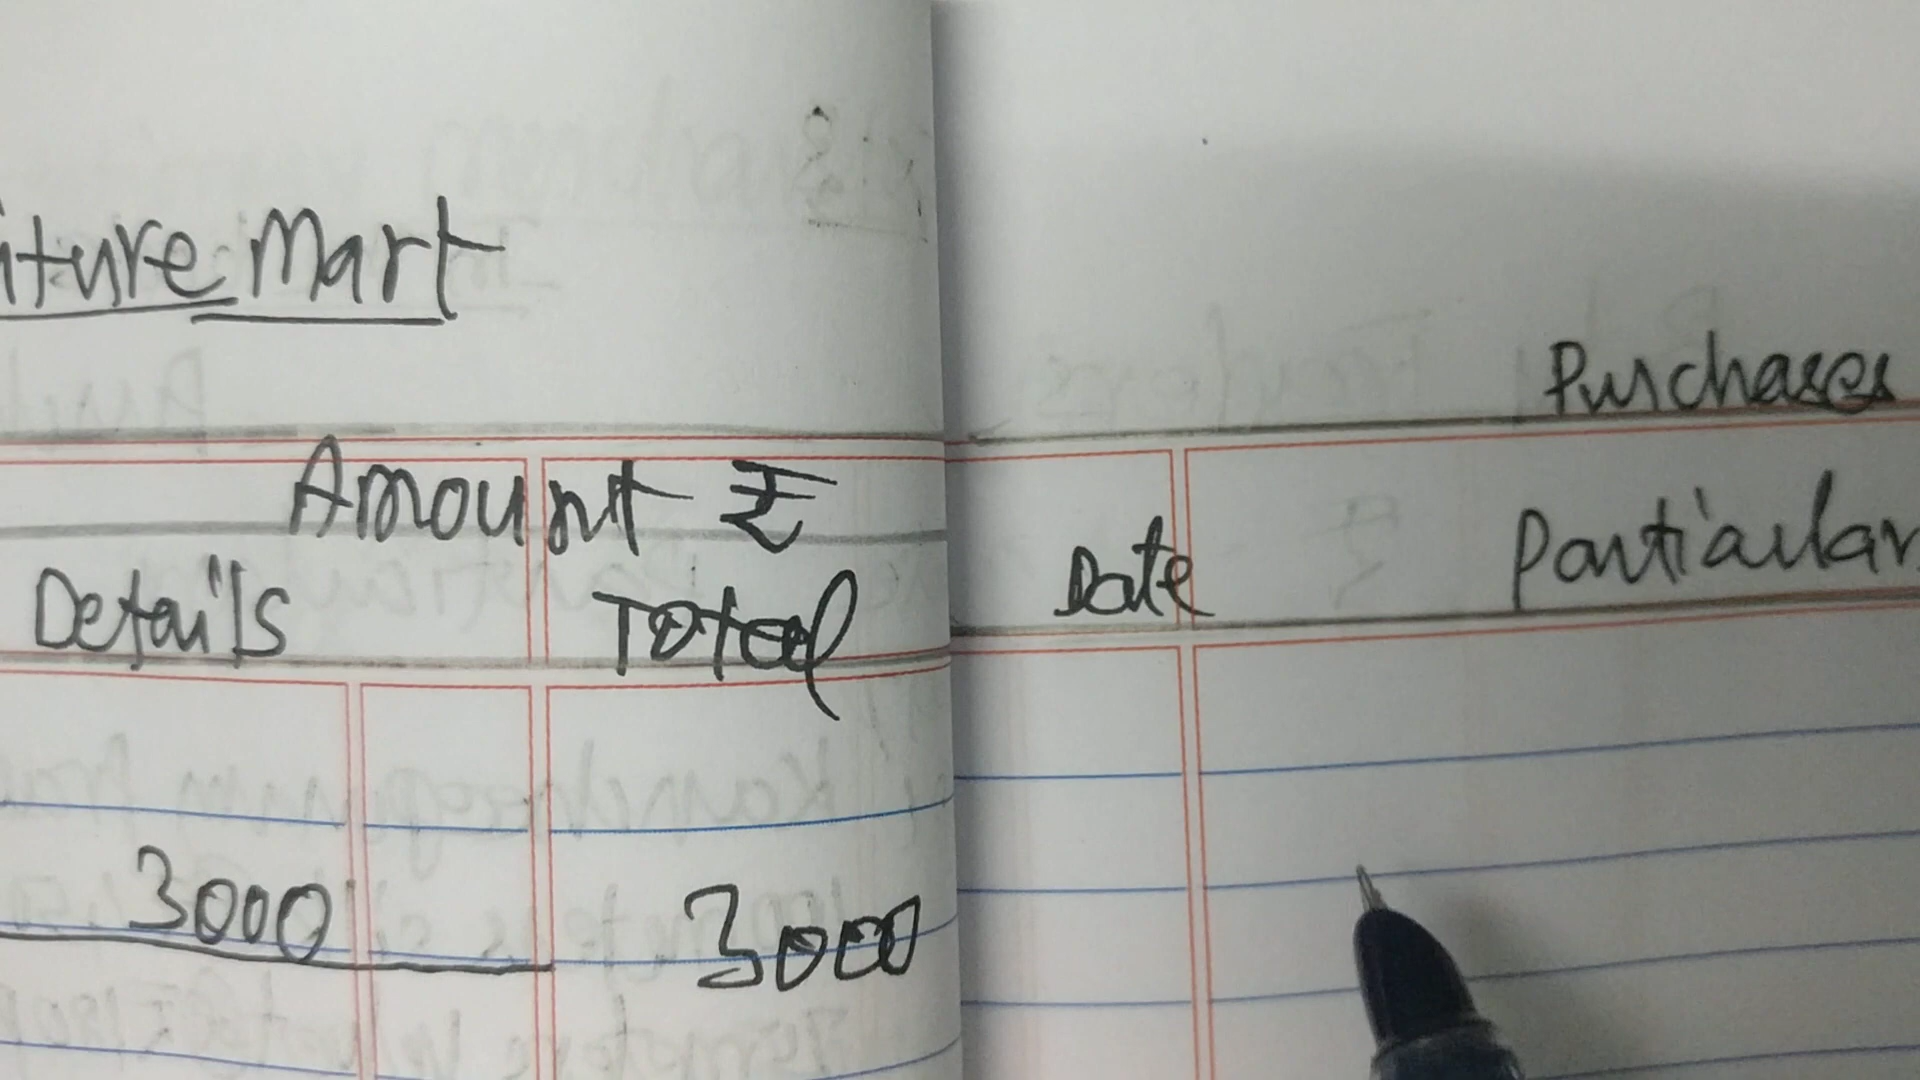 iture Mart
Amount ₹
Details Total
3000 3000
Purchases
Date Particular